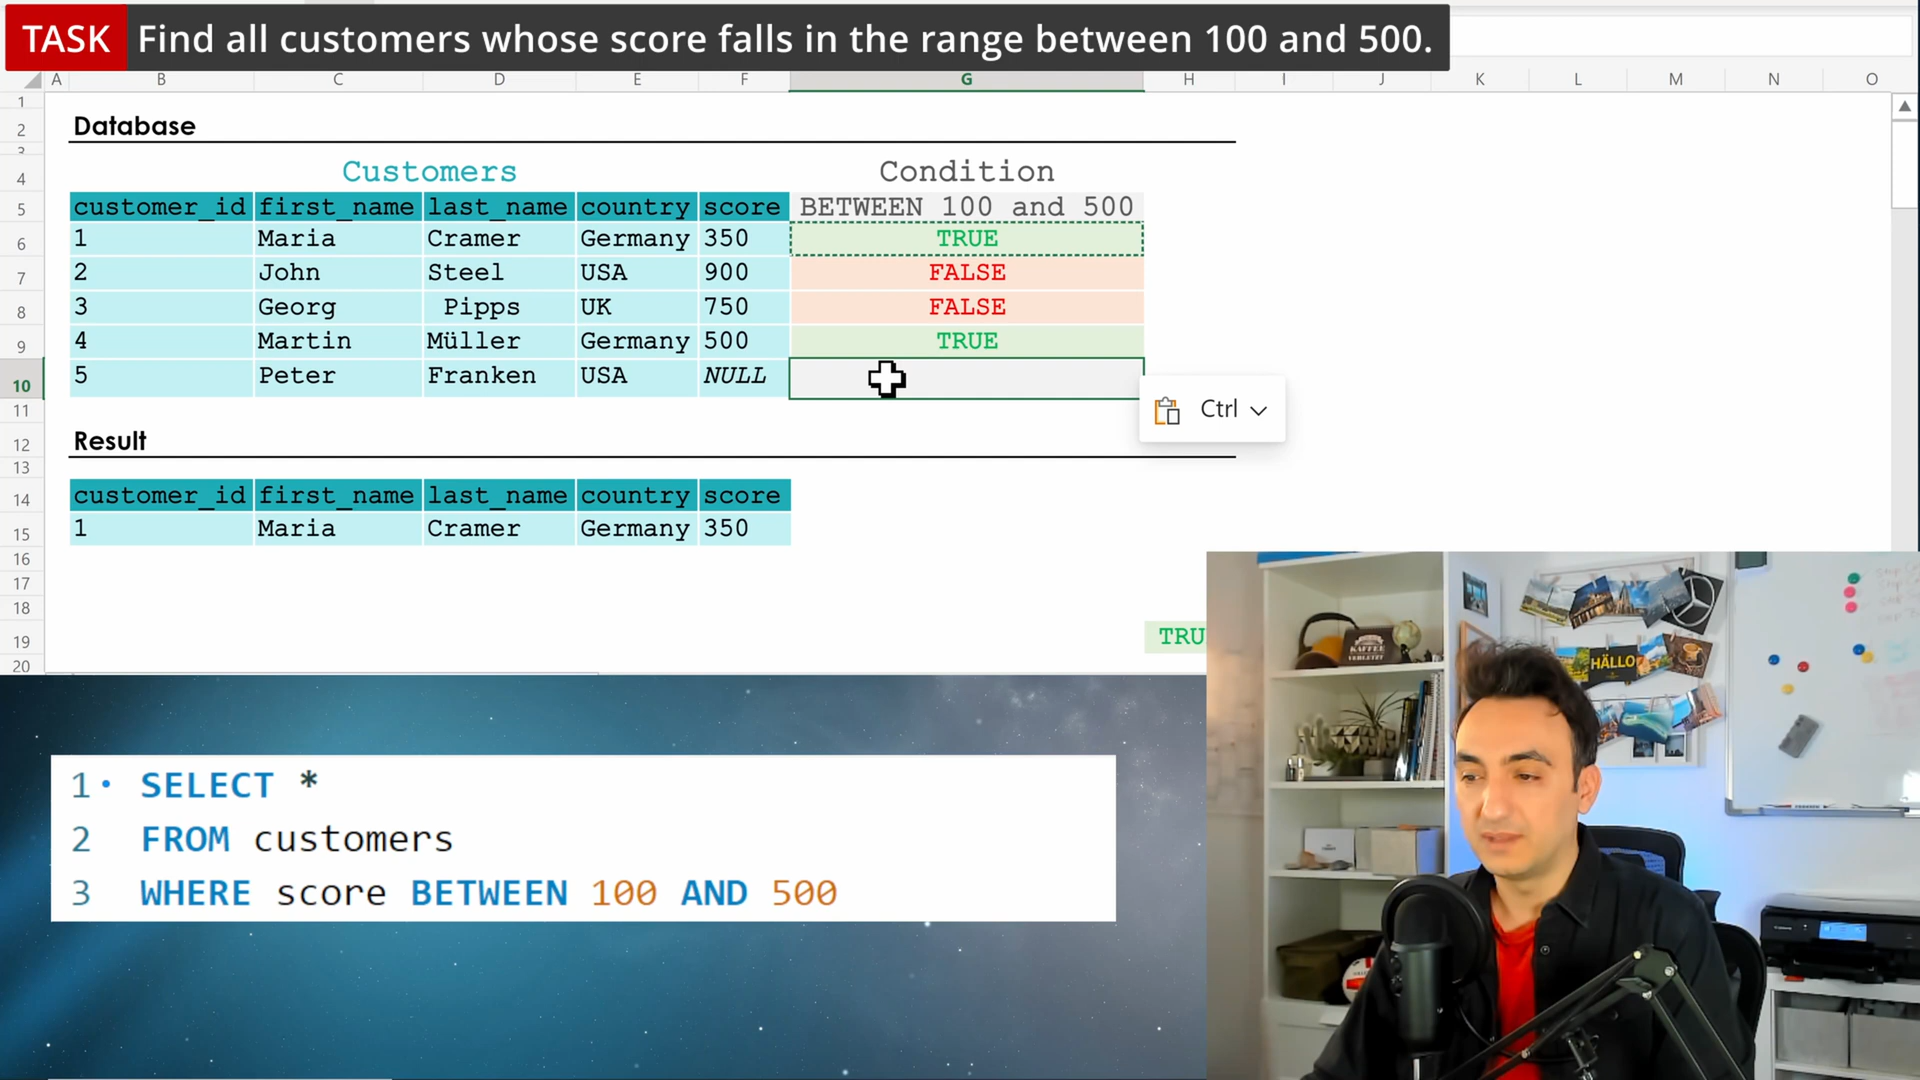 TASK Find all customers whose score falls in the range between 100 and 500.
A B C D E F G H I J K L M N O
1
2 Database
3
4 Customers Condition
5 customer_id first_name last_name country score BETWEEN 100 and 500
6 1 Maria Cramer Germany 350 TRUE
7 2 John Steel USA 900 FALSE
8 3 Georg Pipps UK 750 FALSE
9 4 Martin Müller Germany 500 TRUE
10 5 Peter Franken USA NULL
Ctrl
11
12 Result
13
14 customer_id first_name last_name country score
15 1 Maria Cramer Germany 350
16
17
18
19 TRU
20
HÄLLO
KAFFEE
1 SELECT *
2 FROM customers
3 WHERE score BETWEEN 100 AND 500